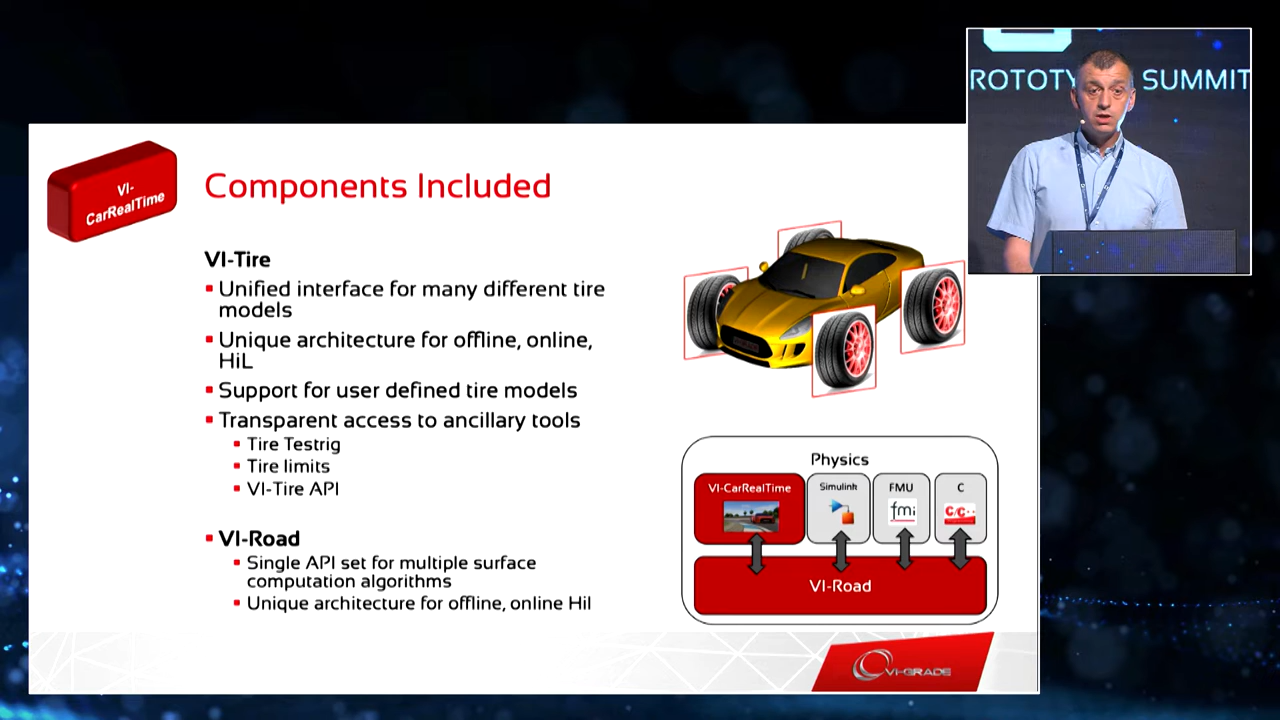 ROTOTY SUMMIT
VI-
CarRealTime
Components Included
VI-Tire
Unified interface for many different tire
models
Unique architecture for offline, online,
HiL
Support for user defined tire models
Transparent access to ancillary tools
Tire Testrig
Tire limits
VI-Tire API
VI-Road
Single API set for multiple surface
computation algorithms
Unique architecture for offline, online Hil
Physics
VI-CarRealTime
Simulink
FMU
C
fmi
C/C++
VI-Road
VI-GRADE